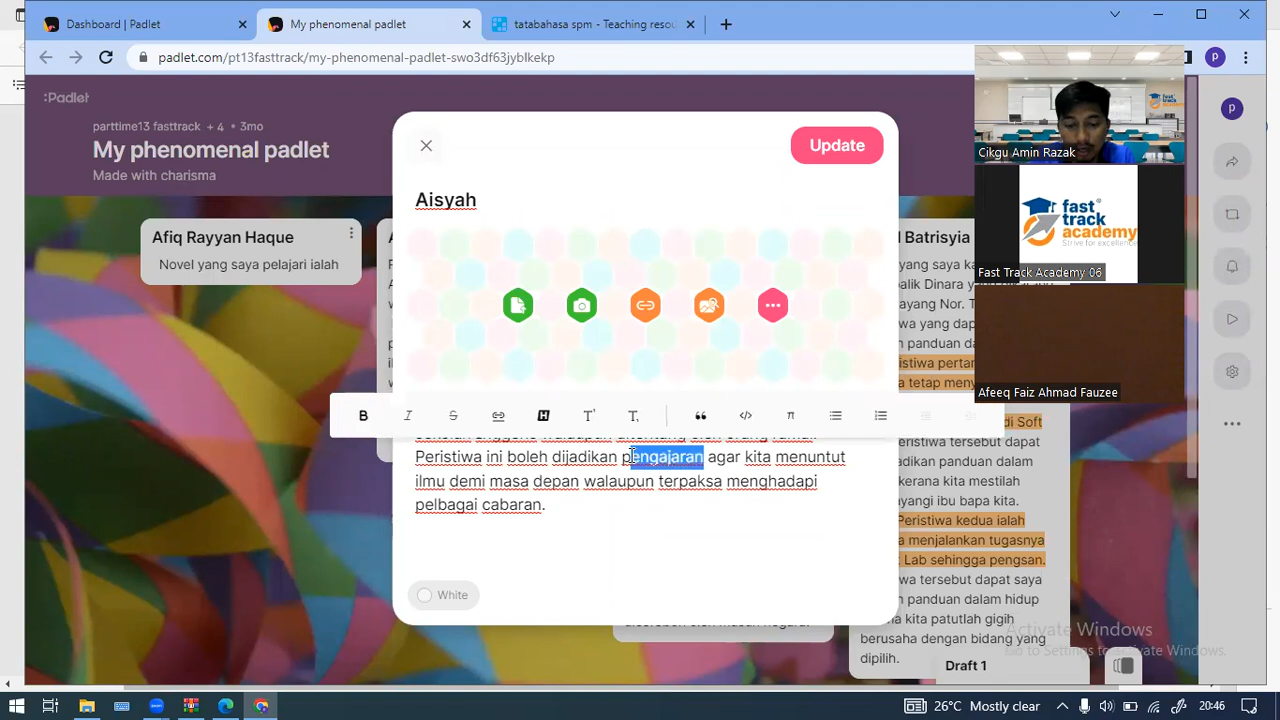 Dashboard | Padlet
My phenomenal padlet
tatabahasa spm - Teaching resou
padlet.com/pt13fasttrack/my-phenomenal-padlet-swo3df63jyblkekp
p
:Padlet
parttime13 fasttrack + 4 • 3mo
My phenomenal padlet
Made with charisma
p
Update
Aisyah
Afiq Rayyan Haque
Novel yang saya pelajari ialah
Batrisyia
Peristiwa ini boleh dijadikan pengajaran agar kita menuntut
ilmu demi masa depan walaupun terpaksa menghadapi
pelbagai cabaran.
White
yang saya
balik Dinara
ayang Nor.
wa yang dap
panduan
istiwa pertar
a tetap meny
di Soft
Peristiwa tersebut dapat
adikan panduan dalam
kerana kita mestilah
ayangi ibu bapa kita.
Peristiwa kedua ialah
a menjalankan tugasnya
Lab sehingga pengsan.
wa tersebut dapat saya
panduan dalam hidup
kita patutlah gigih
berusaha dengan bidang yang
dipilih.
Draft 1
Activate Windows
Go to Settings to activate Windows.
Cikgu Amin Razak
fast
track
academy
fast
track
academy
Strive for excellence
Fast Track Academy 06
Afeeq Faiz Ahmad Fauzee
26°C Mostly clear
20:46